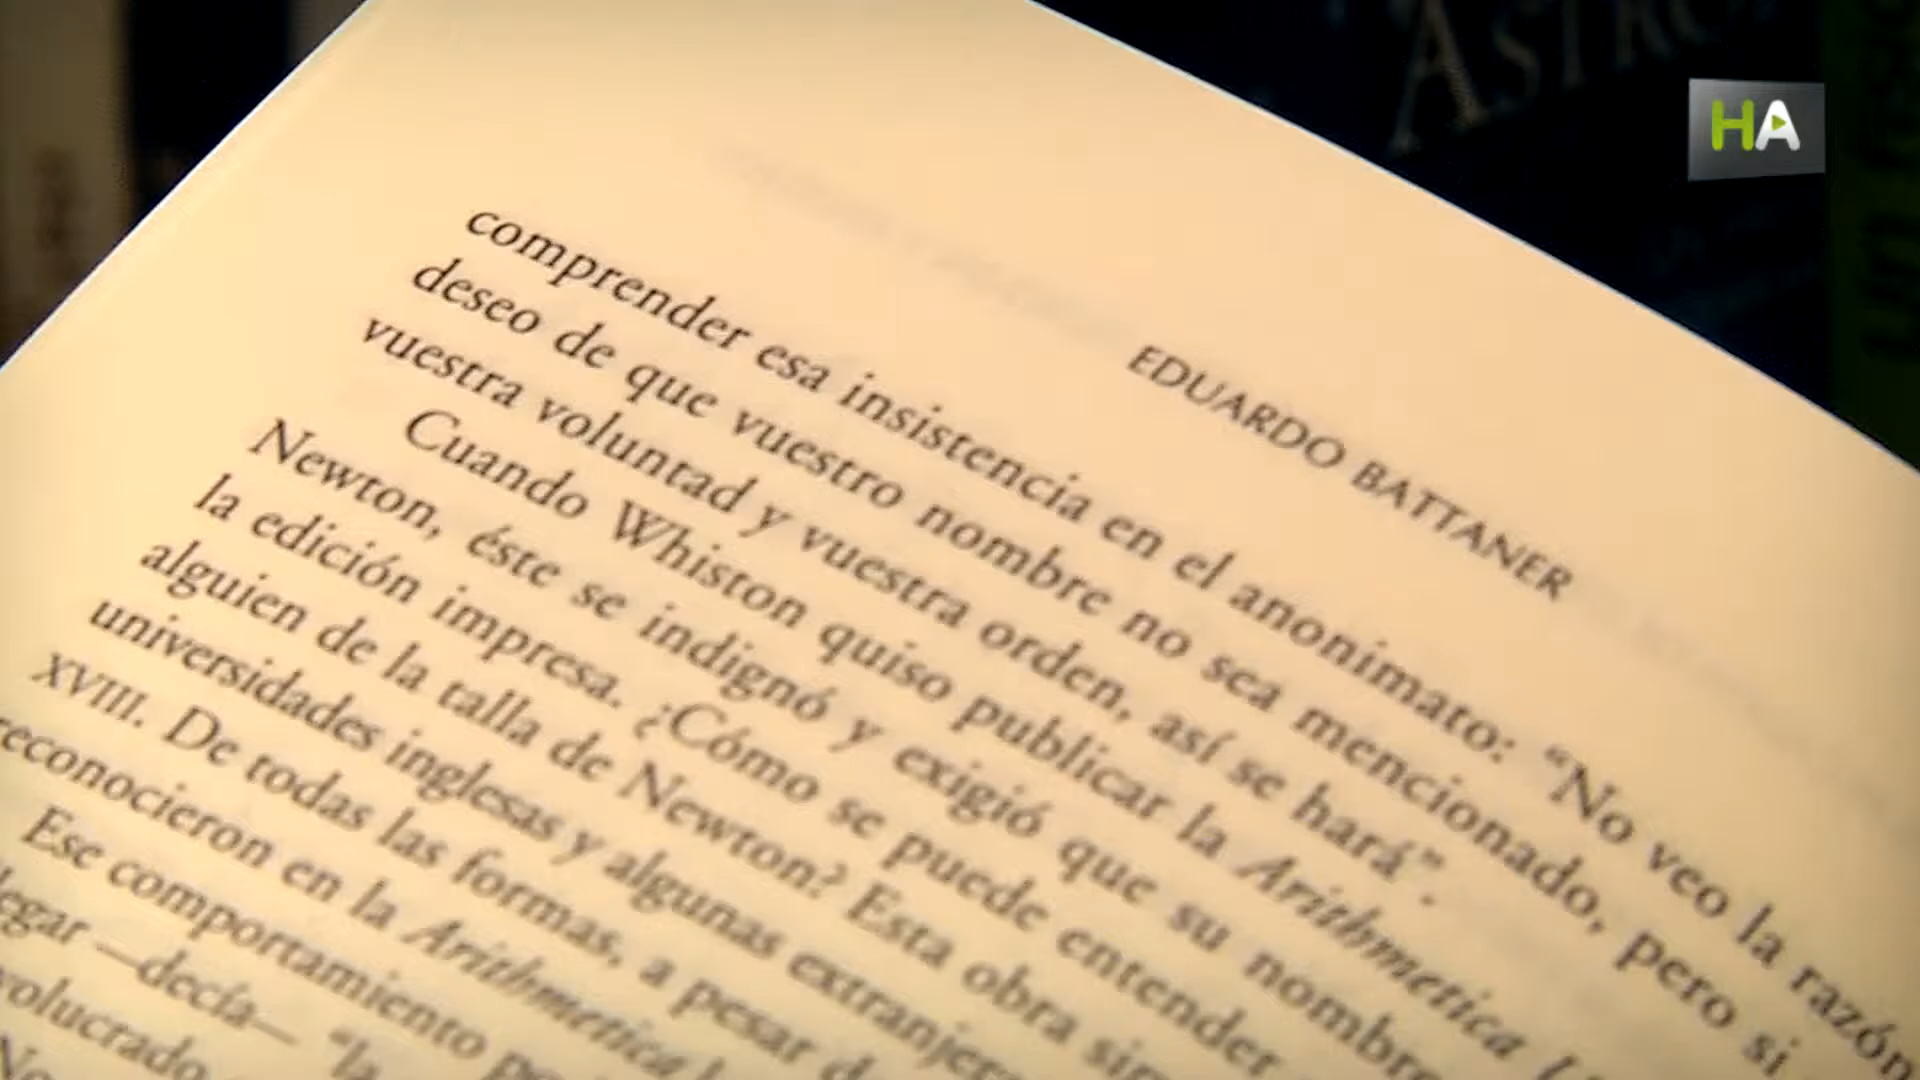 ASTRO
HA
EDUARDO BATTANER
comprender esa insistencia en el anonimato: “No veo la razón
deseo de que vuestro nombre no sea mencionado, pero si
vuestra voluntad y vuestra orden, así se hará”.
Cuando Whiston quiso publicar la Arithmetica
Newton, éste se indignó y exigió que su nombre
la edición impresa. ¿Cómo se puede entender
alguien de la talla de Newton? Esta obra
universidades inglesas y algunas
XVIII. De todas las formas, a pesar
reconocieron en la Arithmetica
Ese comportamiento
—decía— “la